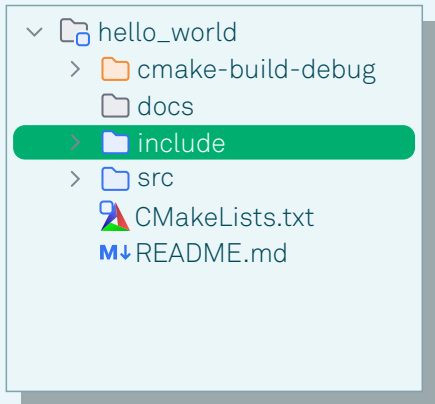 hello_world
cmake-build-debug
docs
include
src
CMakeLists.txt
M↓ README.md